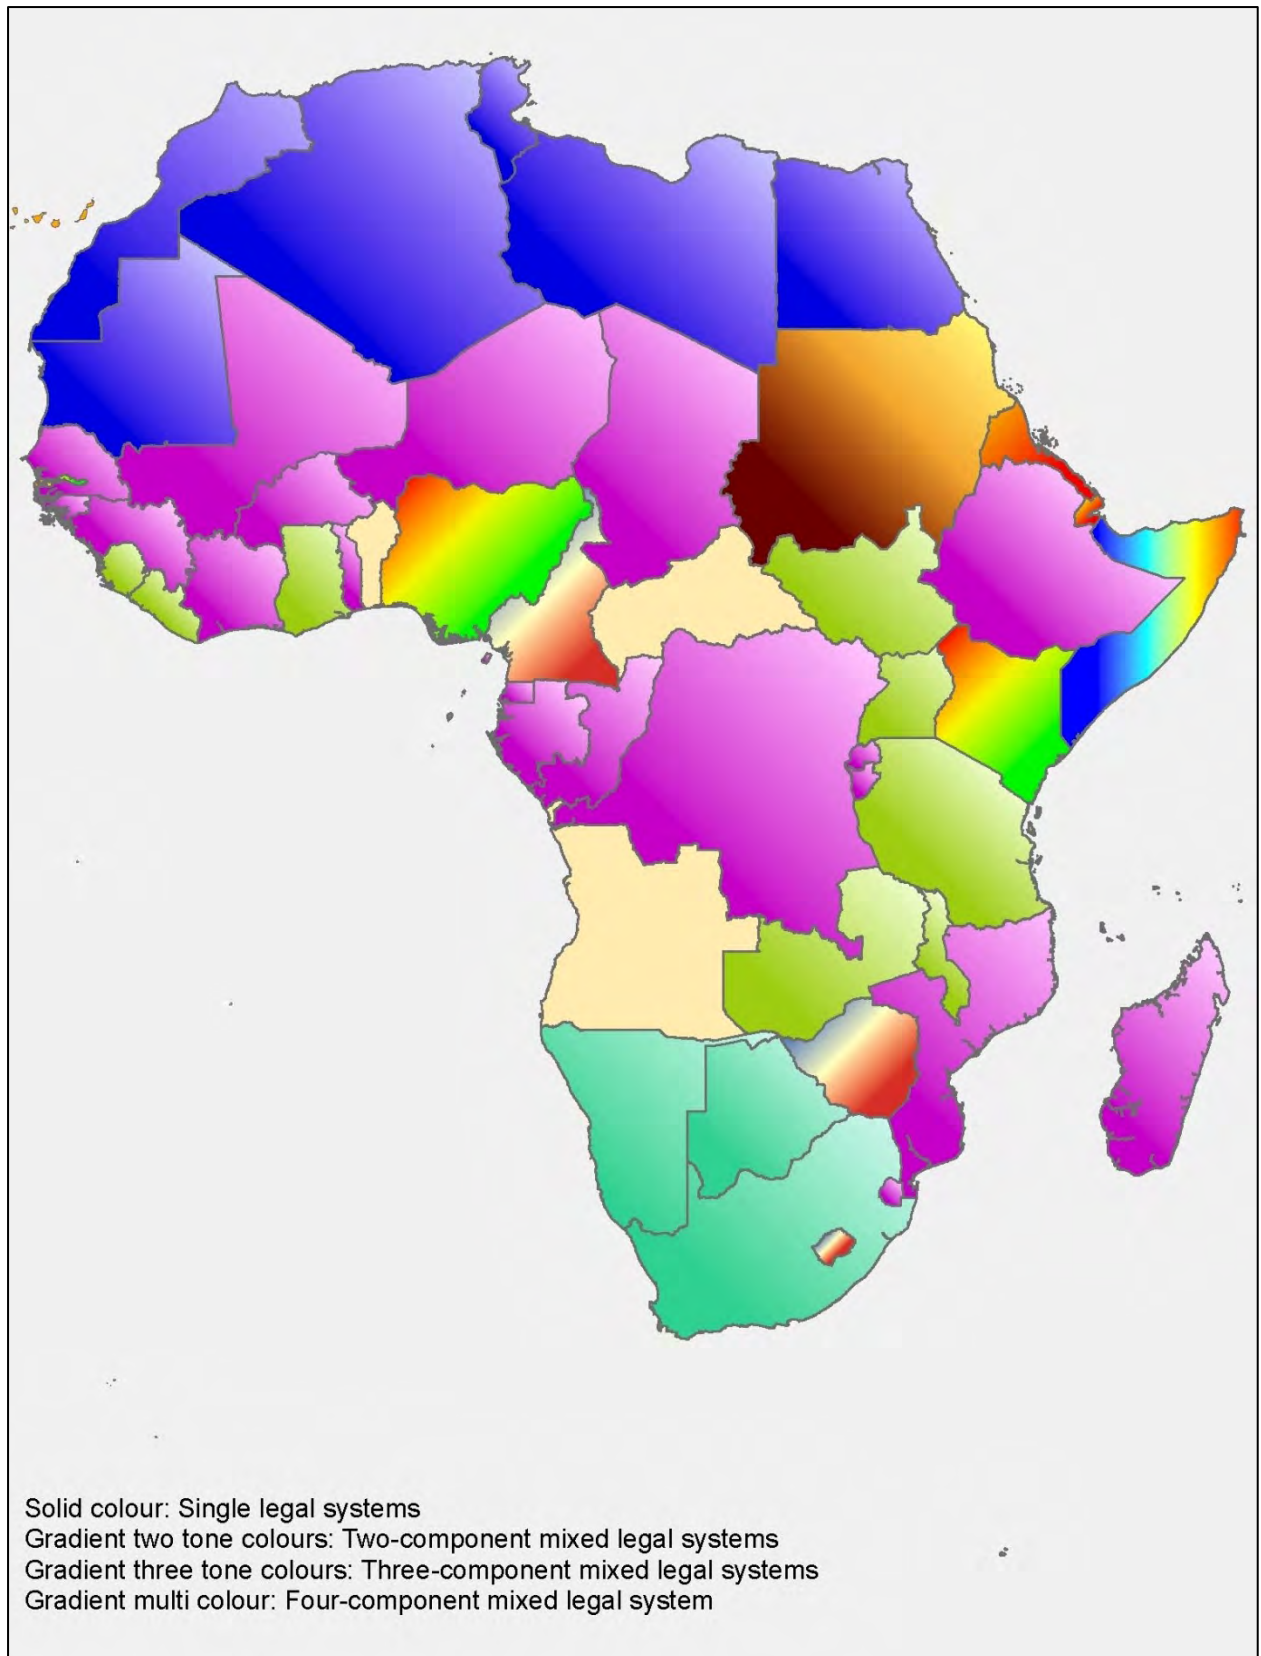 Solid colour: Single legal systems
Gradient two tone colours: Two-component mixed legal systems
Gradient three tone colours: Three-component mixed legal systems
Gradient multi colour: Four-component mixed legal system